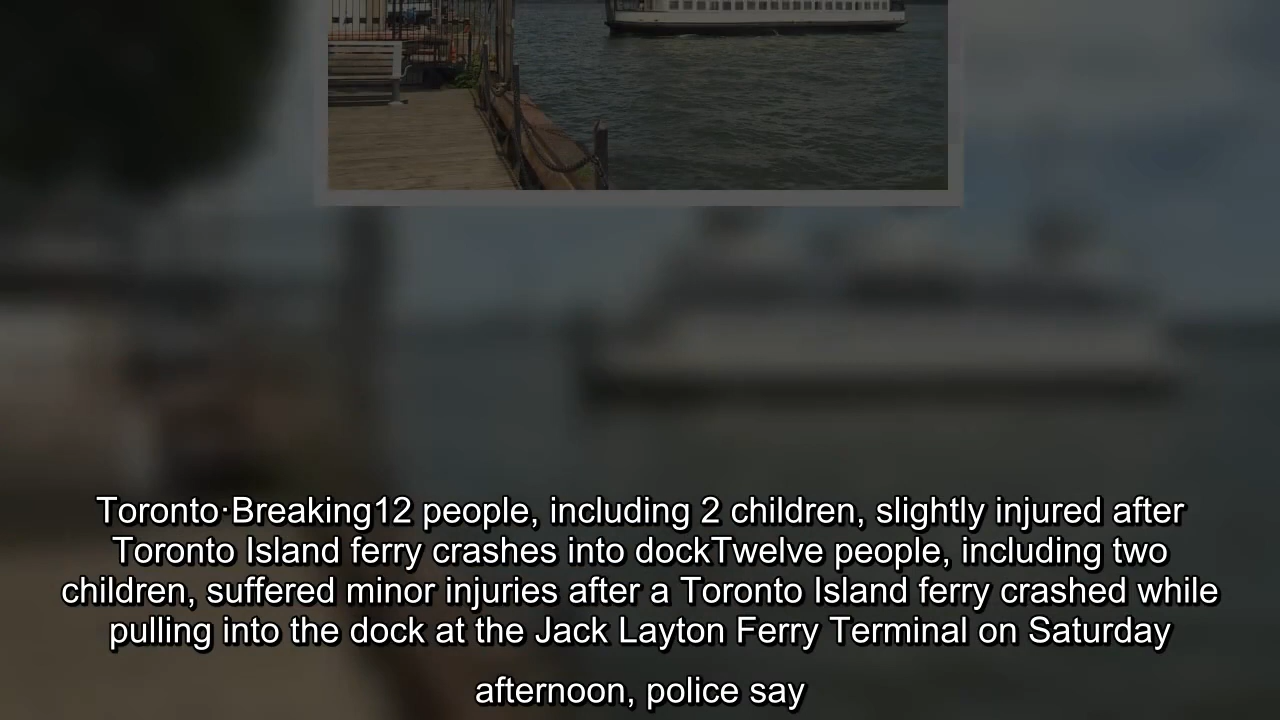 Toronto·Breaking12 people, including 2 children, slightly injured after
Toronto Island ferry crashes into dockTwelve people, including two
children, suffered minor injuries after a Toronto Island ferry crashed while
pulling into the dock at the Jack Layton Ferry Terminal on Saturday
afternoon, police say